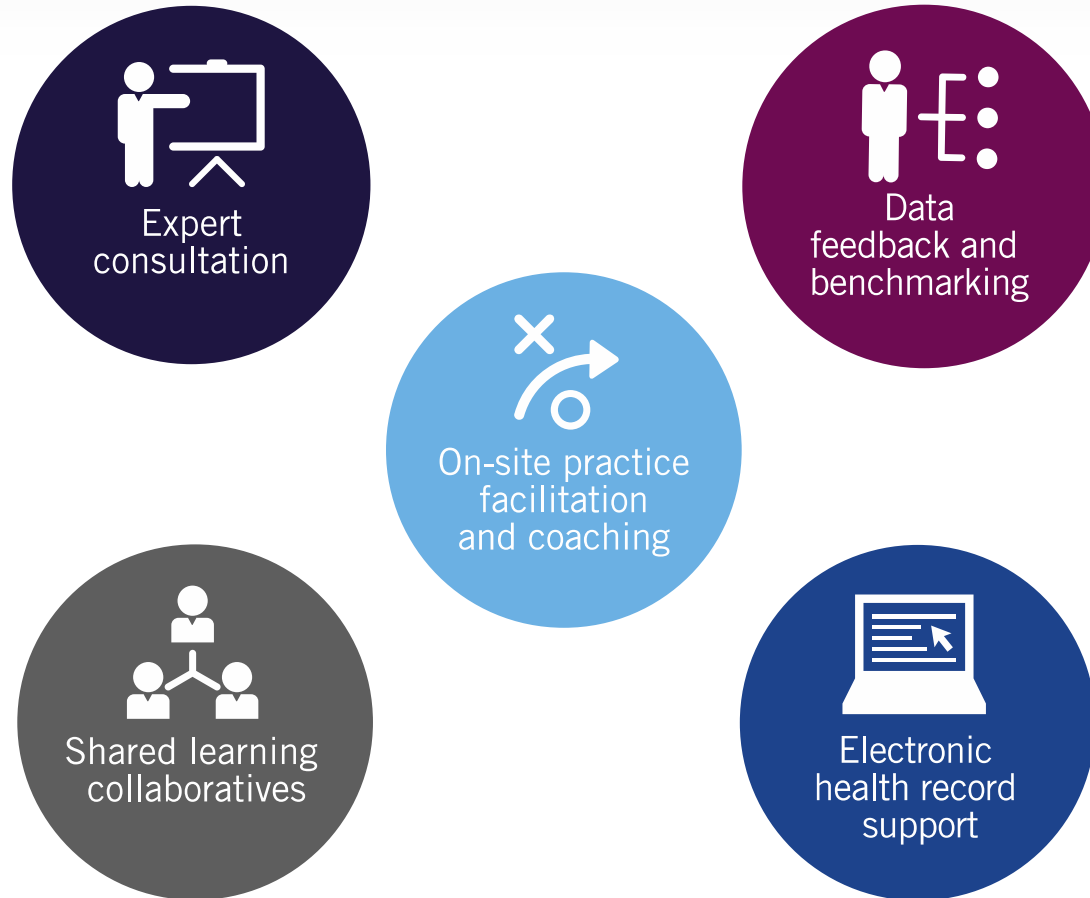 Expert
consultation
Data
feedback and
benchmarking
On-site practice
facilitation
and coaching
Shared learning
collaboratives
Electronic
health record
support